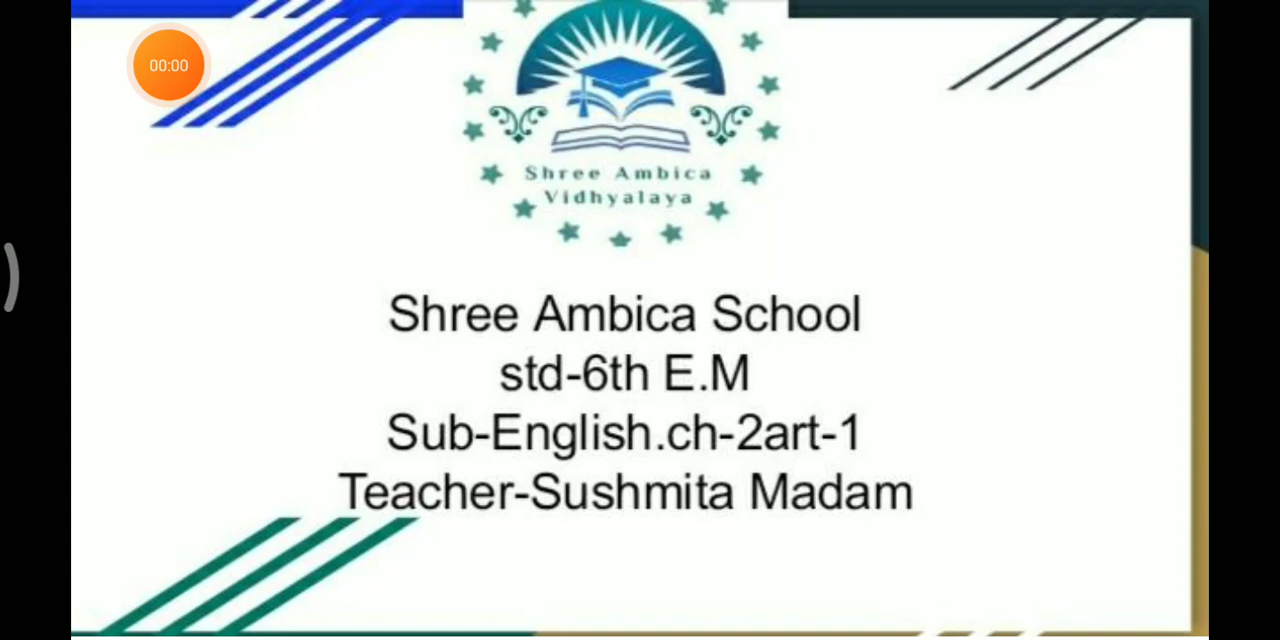 00:00
Shree Ambica
Vidhyalaya
Shree Ambica School
std-6th E.M
Sub-English.ch-2art-1
Teacher-Sushmita Madam